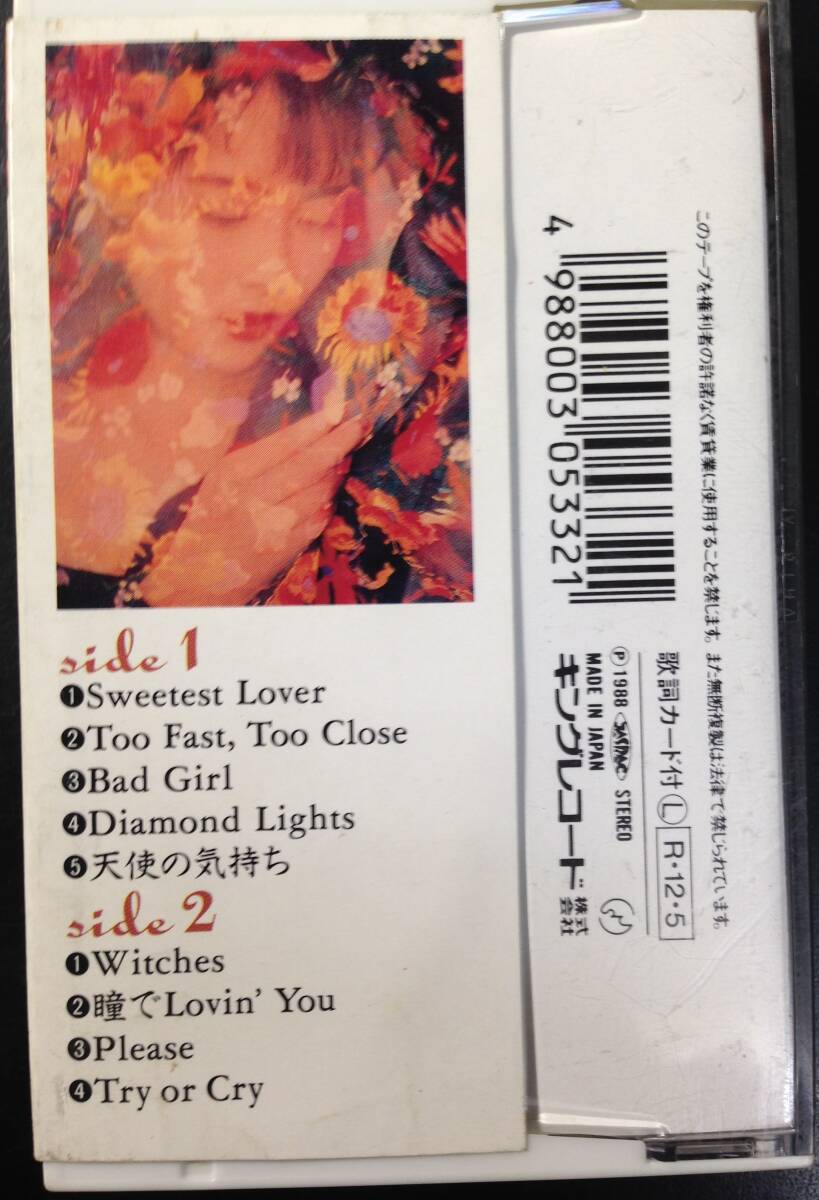 side 1
❶Sweetest Lover
❷Too Fast, Too Close
❸Bad Girl
❹Diamond Lights
❺天使の気持ち
side 2
❶Witches
❷瞳でLovin' You
❸Please
❹Try or Cry
このテープを権利者の許諾なく賃貸業に使用することを禁じます。また無断複製は法律で禁じられています。
4 988003 053321
歌詞カード付 Ⓛ R・12・5
Ⓟ1988 JASRAC STEREO
MADE IN JAPAN
キングレコード 株式会社